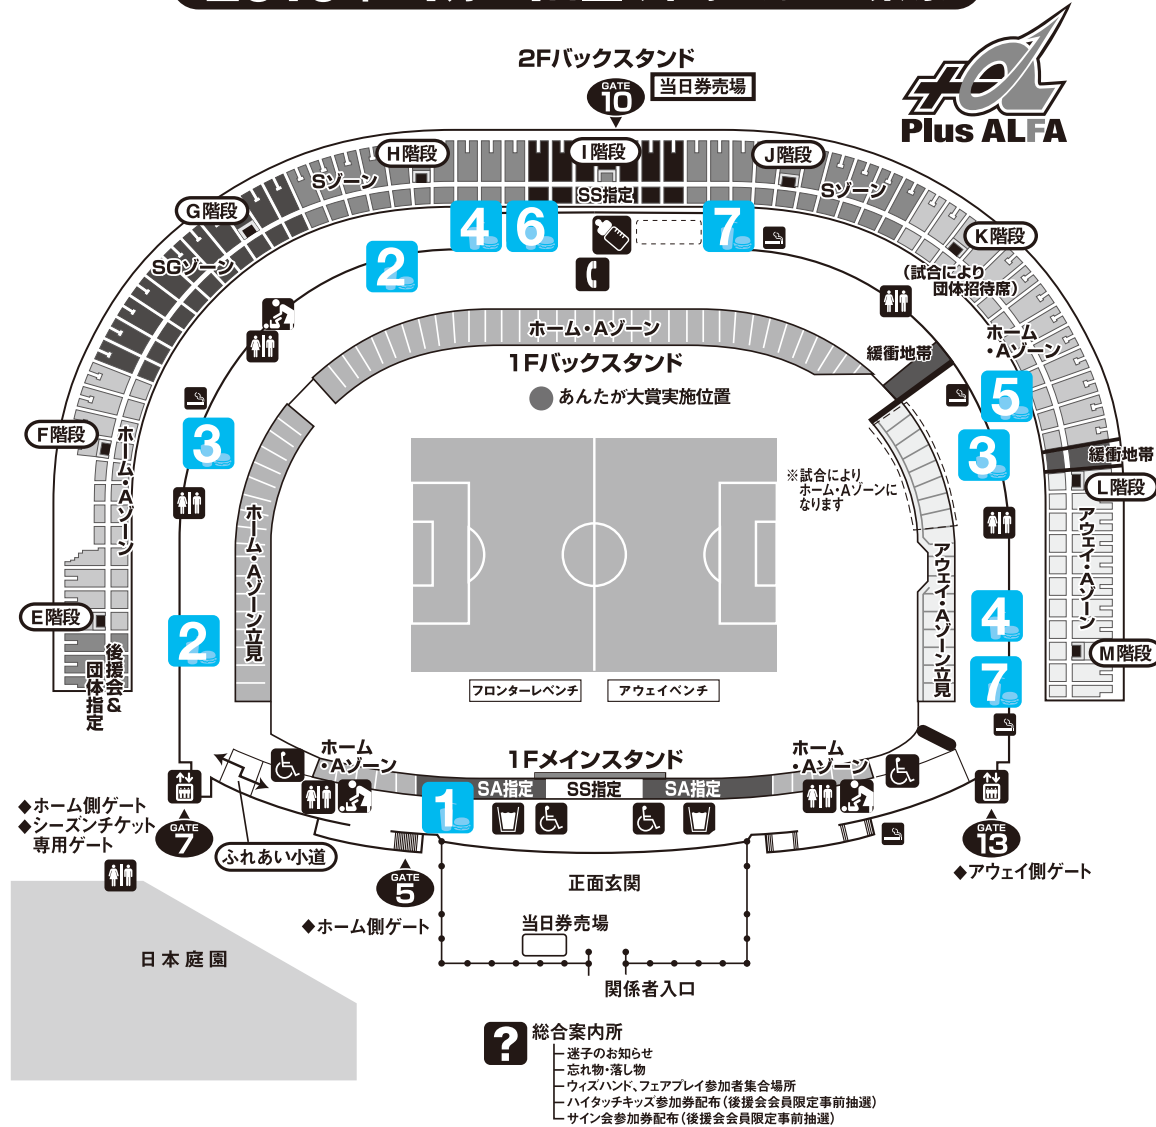 2Fバックスタンド
GATE
10
当日券売場
Plus ALFA
H階段
I階段
J階段
Sゾーン
SS指定
Sゾーン
G階段
K階段
SGゾーン
4
6
7
2
(試合により
団体招待席)
ホーム・Aゾーン
1Fバックスタンド
あんたが大賞実施位置
緩衝地帯
ホーム
・Aゾーン
5
F階段
3
3
緩衝地帯
L階段
ホーム・Aゾーン
※試合により
ホーム・Aゾーンに
なります
ホーム・Aゾーン立見
アウェイ・Aゾーン立見
アウェイ・Aゾーン
E階段
2
4
M階段
後援会&
団体指定
7
フロンターレベンチ
アウェイベンチ
1Fメインスタンド
ホーム
・Aゾーン
ホーム
・Aゾーン
SA指定
SS指定
SA指定
1
◆ホーム側ゲート
◆シーズンチケット
専用ゲート
GATE
7
ふれあい小道
GATE
5
◆ホーム側ゲート
GATE
13
◆アウェイ側ゲート
正面玄関
当日券売場
関係者入口
日本庭園
?
総合案内所
迷子のお知らせ
忘れ物・落し物
ウィズハンド、フェアプレイ参加者集合場所
ハイタッチキッズ参加券配布(後援会会員限定事前抽選)
サイン会参加券配布(後援会会員限定事前抽選)